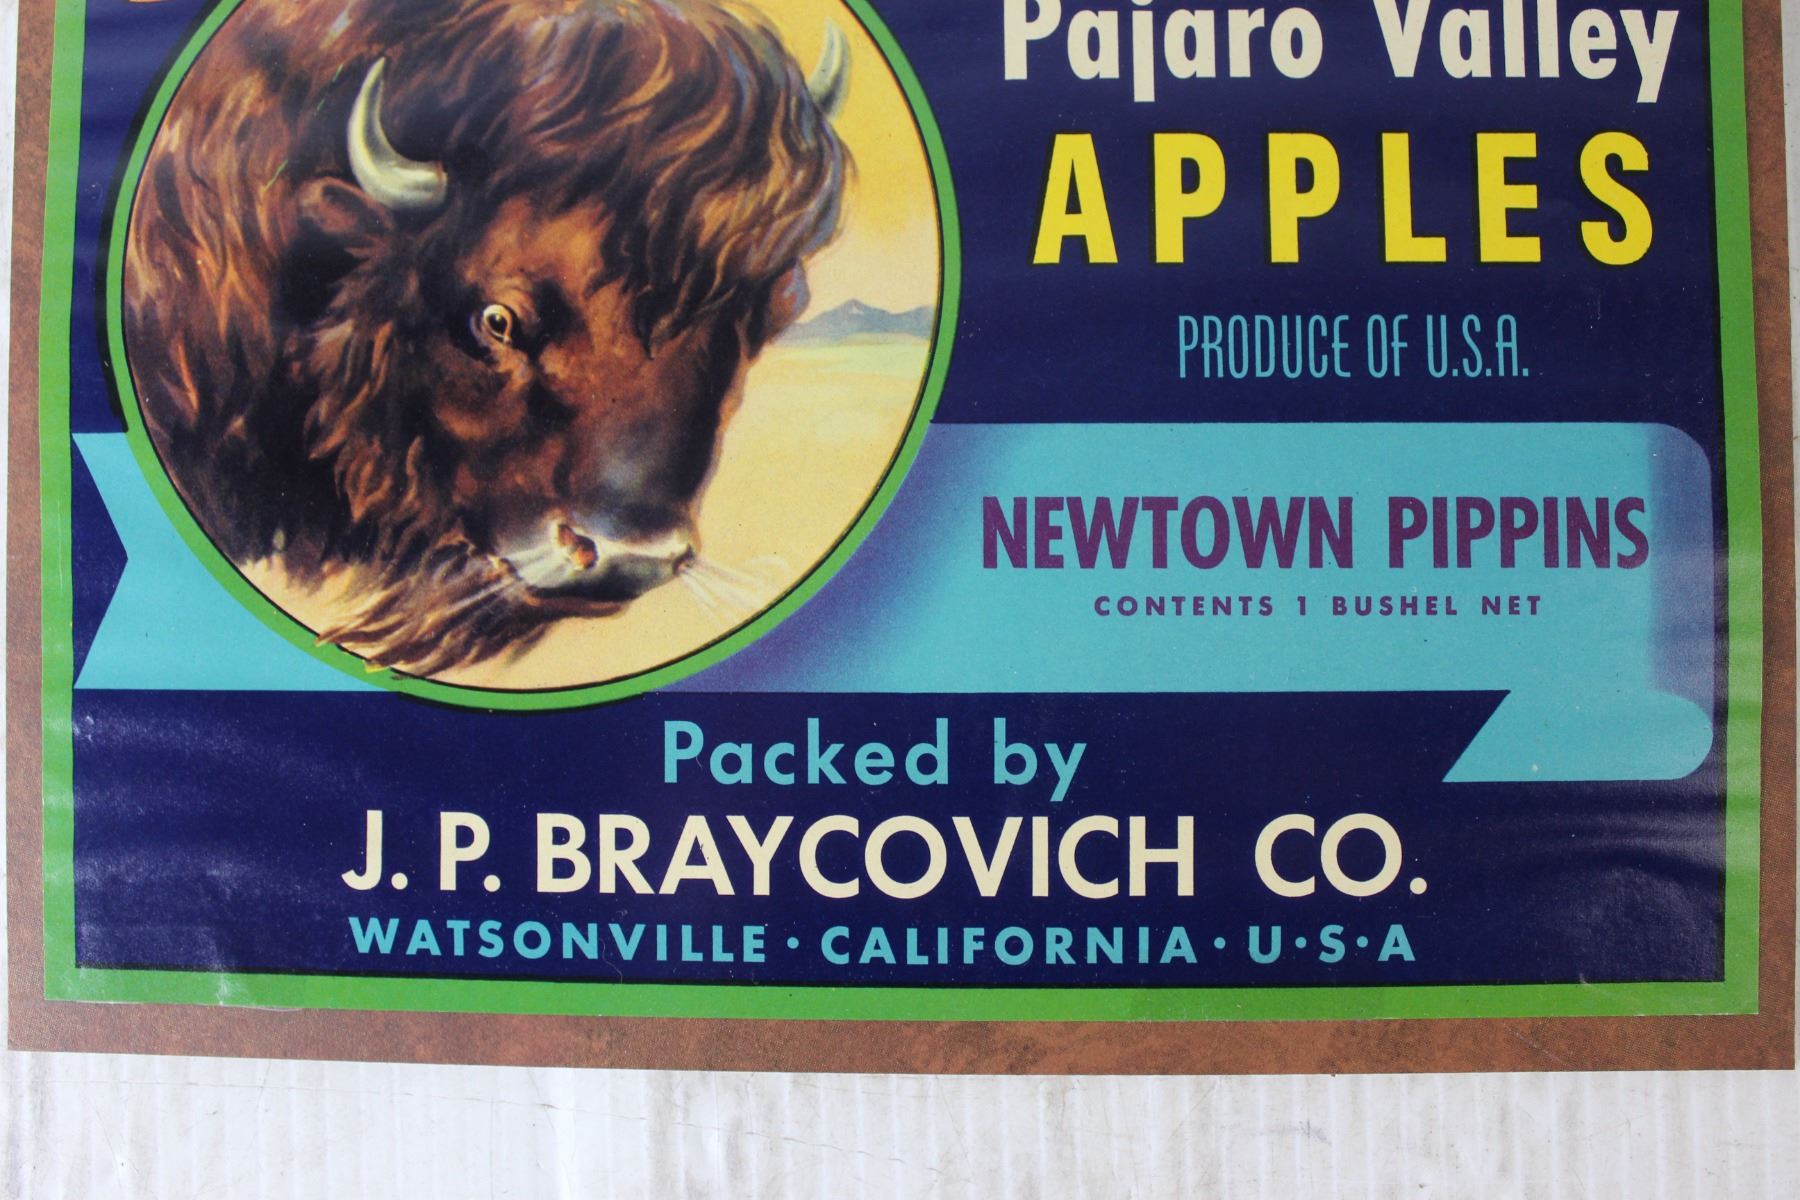 Pajaro Valley
APPLES
PRODUCE OF U.S.A.
NEWTOWN PIPPINS
CONTENTS 1 BUSHEL NET
Packed by
J. P. BRAYCOVICH CO.
WATSONVILLE · CALIFORNIA · U·S·A